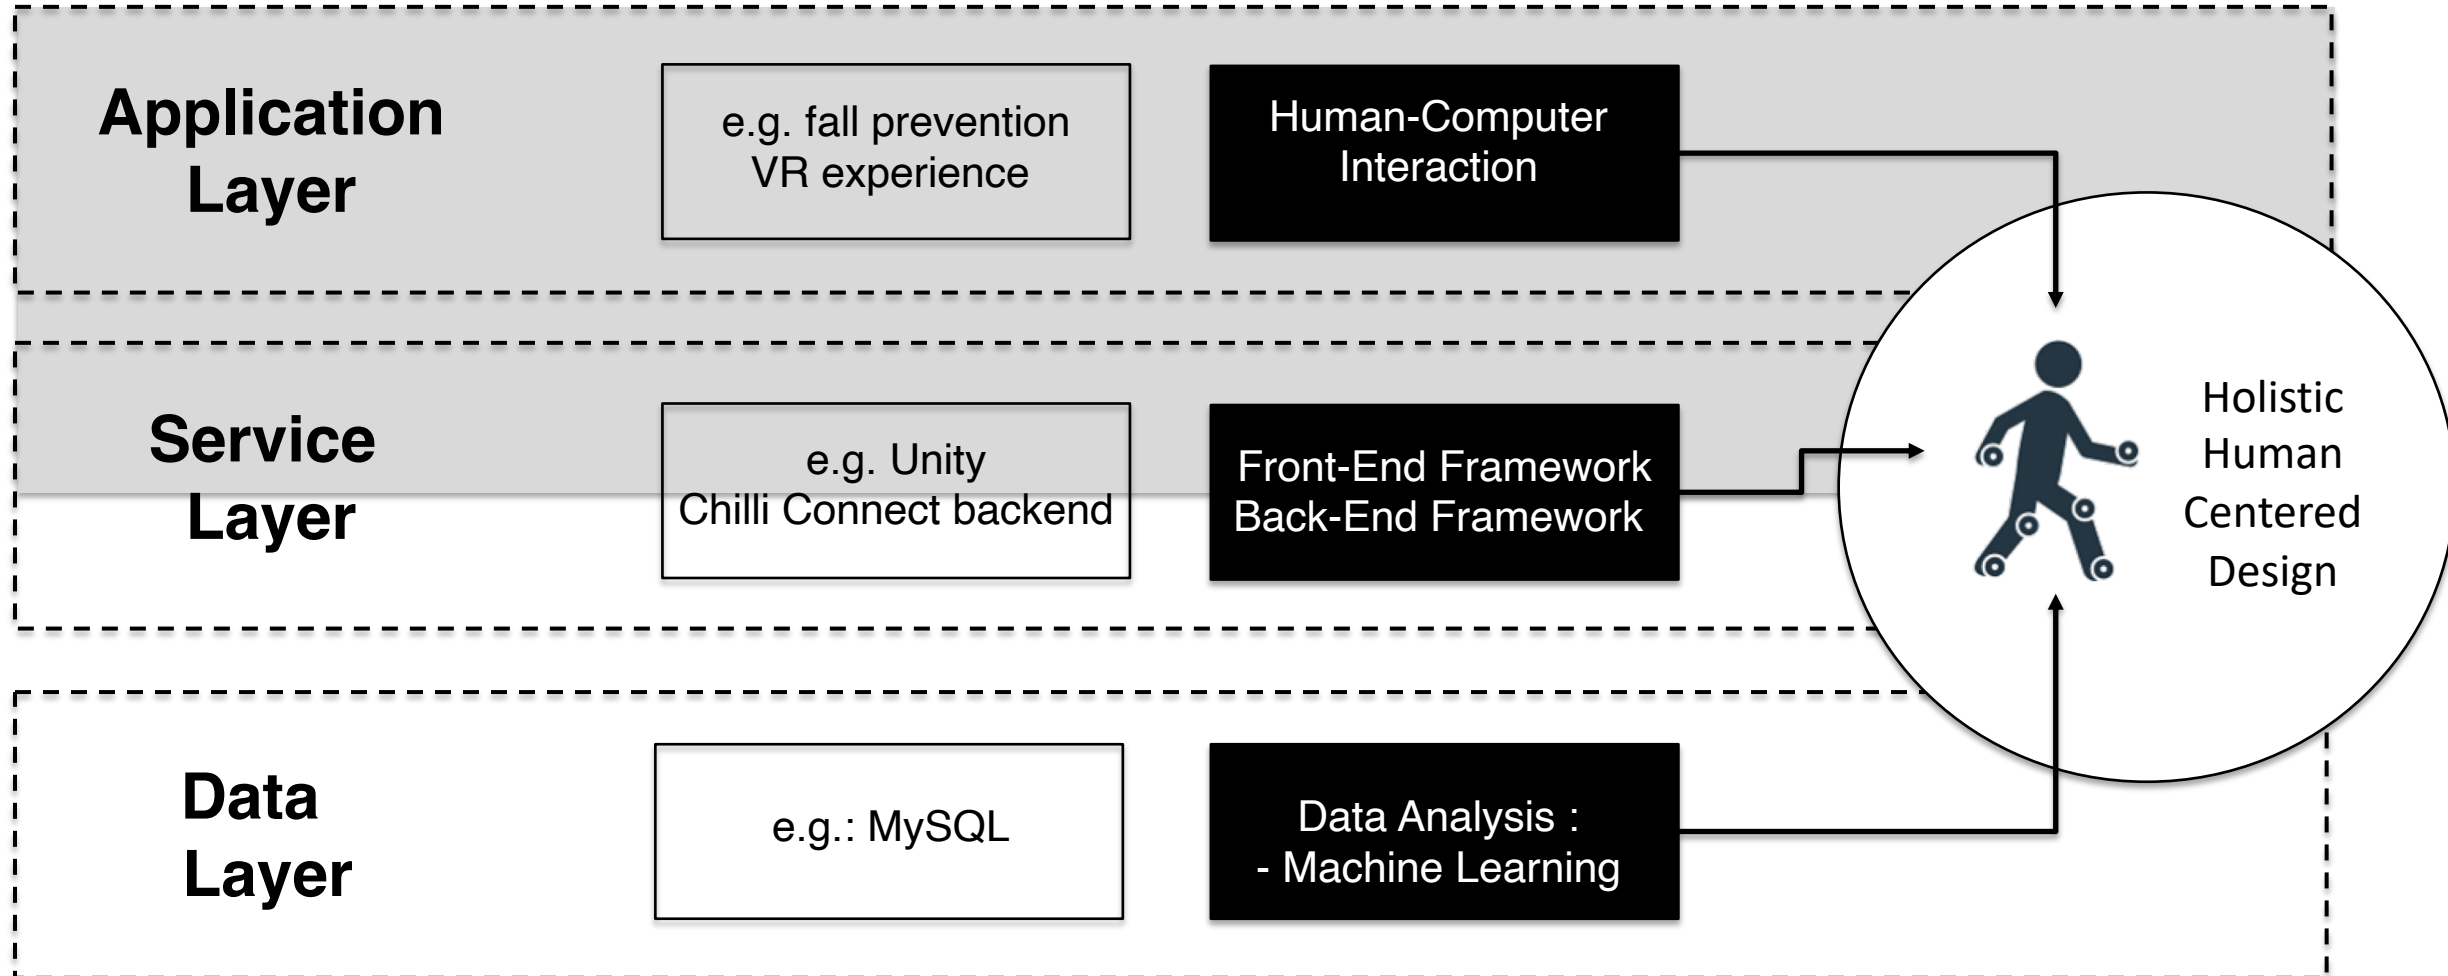 Application
Layer
e.g. fall prevention
VR experience
Human-Computer
Interaction
Service
Layer
e.g. Unity
Chilli Connect backend
Front-End Framework
Back-End Framework
Holistic
Human
Centered
Design
Data
Layer
e.g.: MySQL
Data Analysis :
- Machine Learning